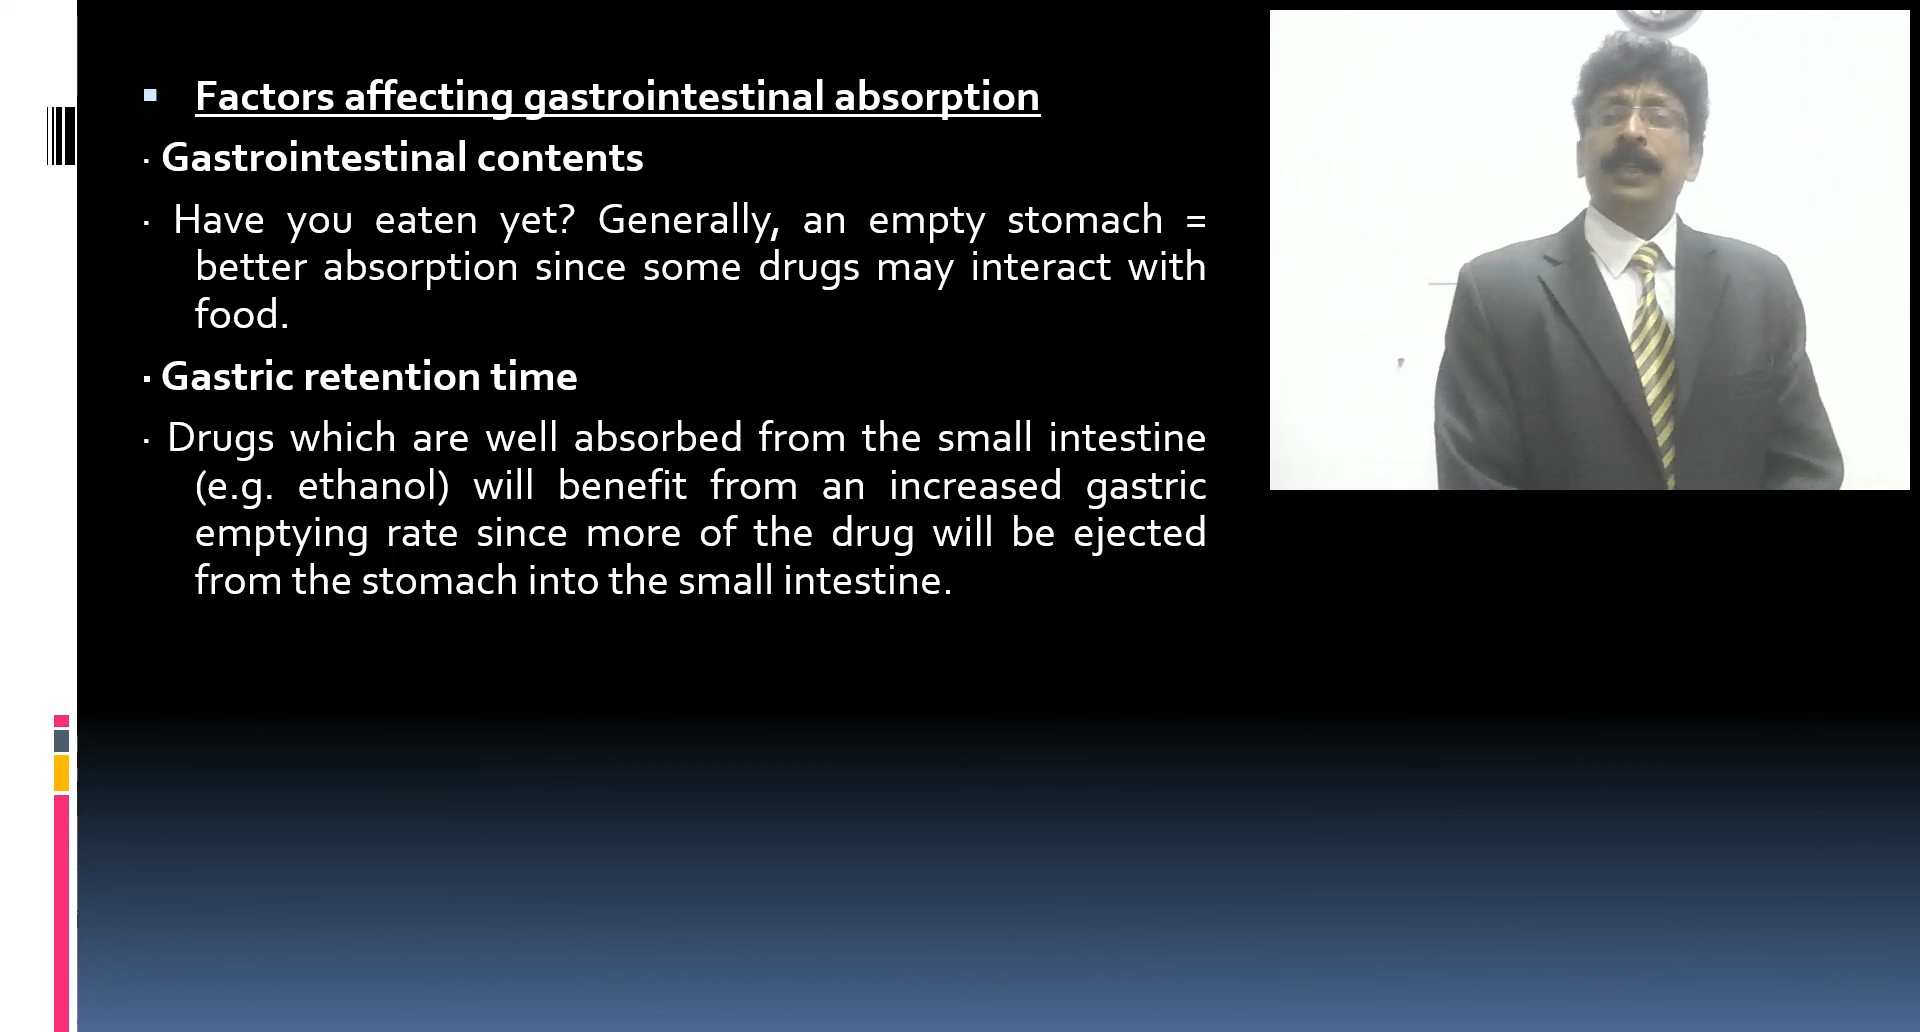 ▪ Factors affecting gastrointestinal absorption
· Gastrointestinal contents
· Have you eaten yet? Generally, an empty stomach =
better absorption since some drugs may interact with
food.
· Gastric retention time
· Drugs which are well absorbed from the small intestine
(e.g. ethanol) will benefit from an increased gastric
emptying rate since more of the drug will be ejected
from the stomach into the small intestine.